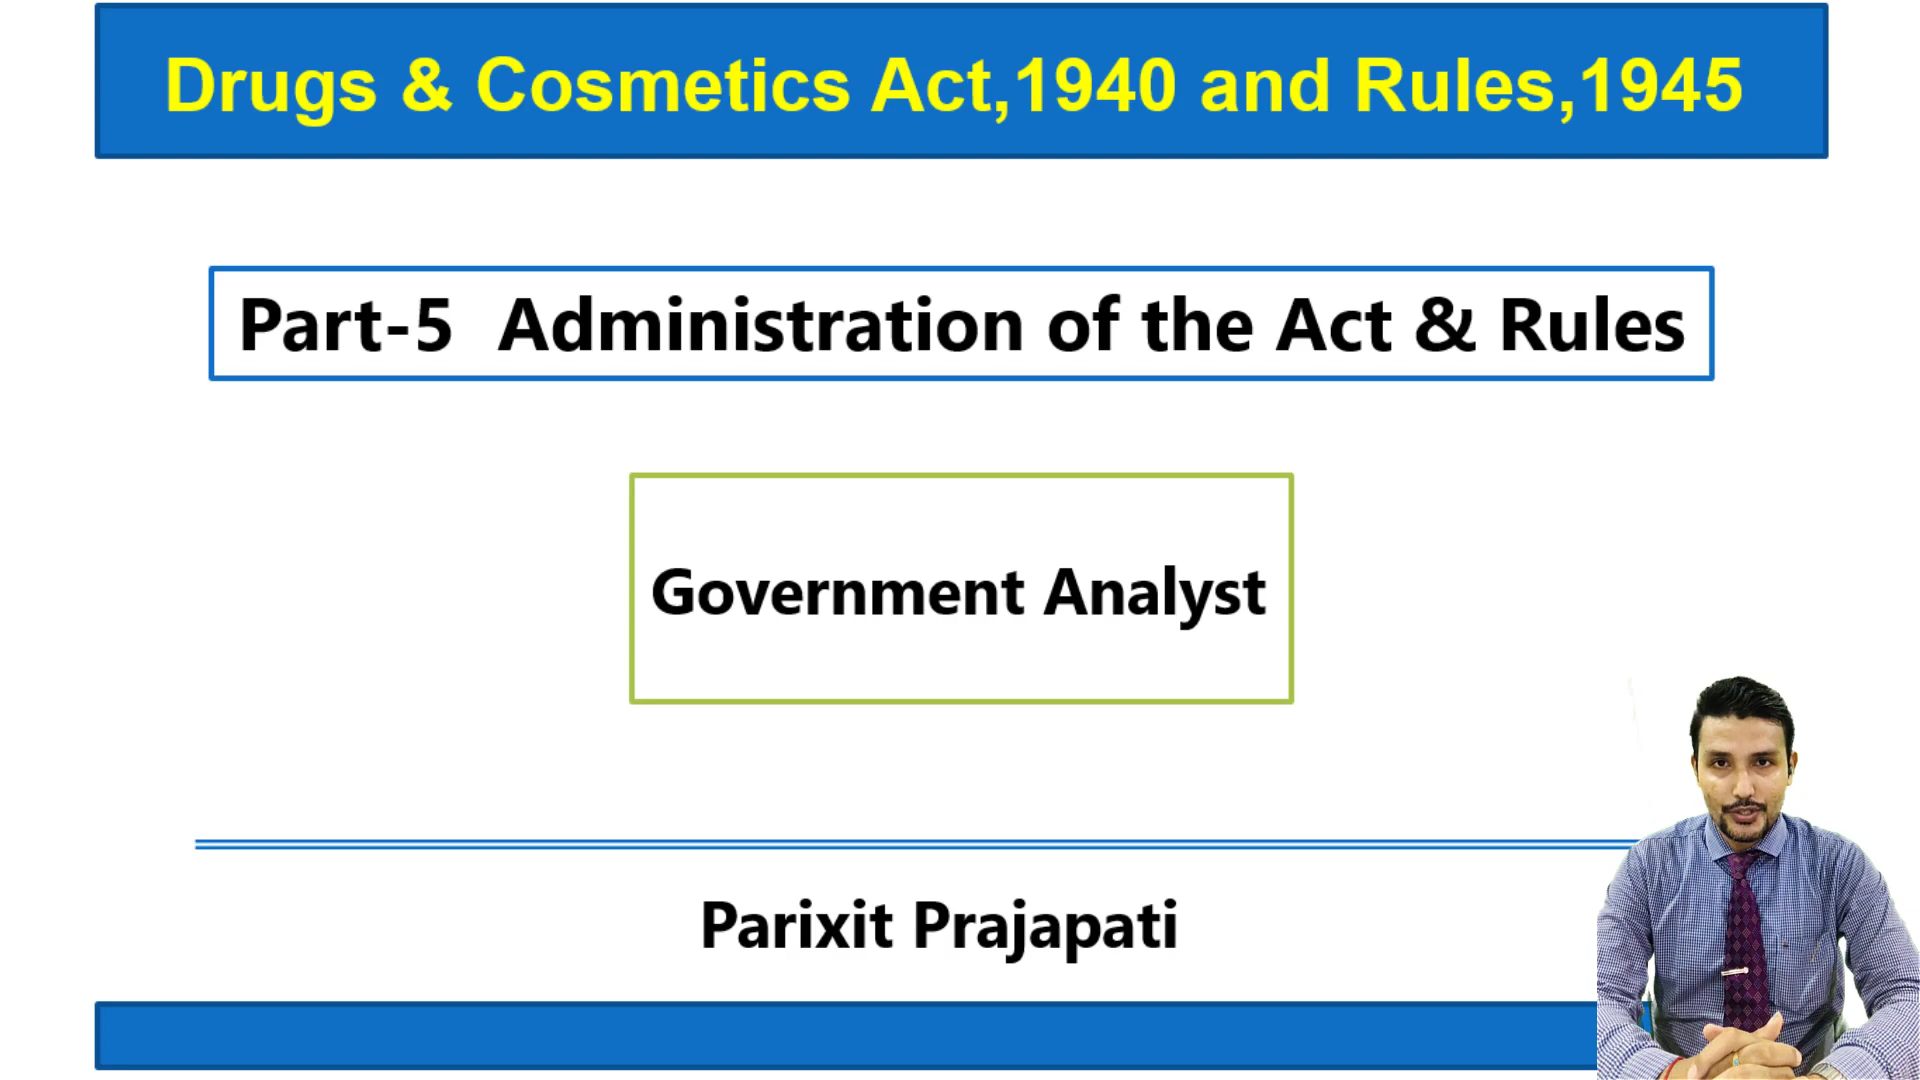 Drugs & Cosmetics Act,1940 and Rules,1945
Part-5 Administration of the Act & Rules
Government Analyst
Parixit Prajapati